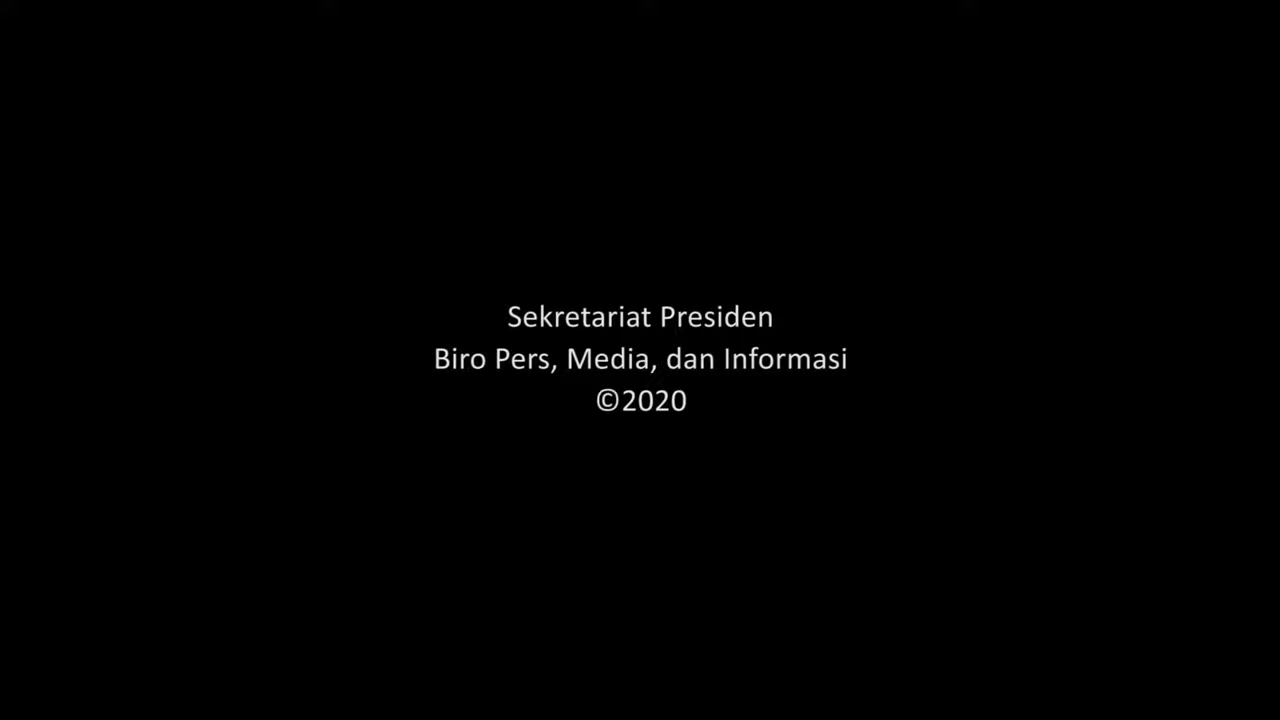 Sekretariat Presiden
Biro Pers, Media, dan Informasi
©2020